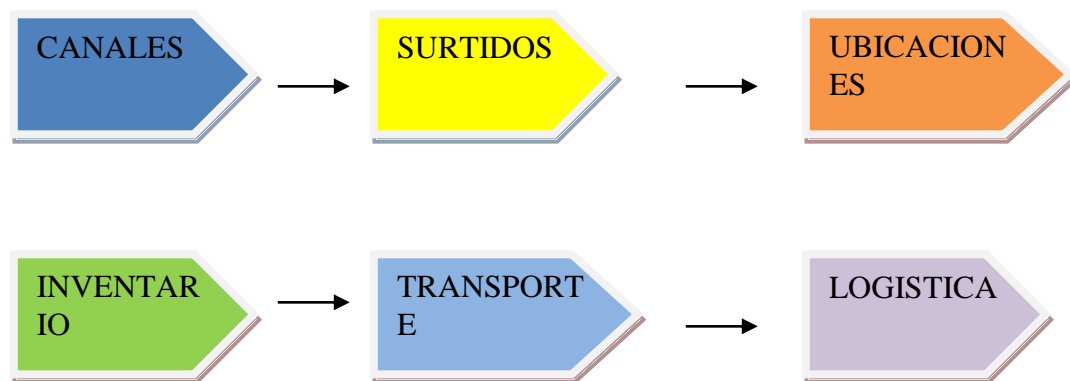 CANALES
SURTIDOS
UBICACION
ES
INVENTAR
IO
TRANSPORT
E
LOGISTICA